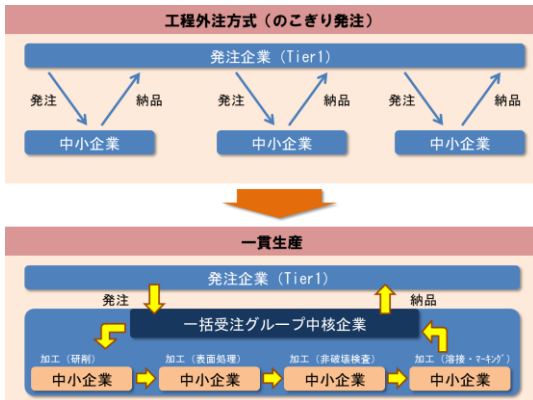 工程外注方式（のこぎり発注）
発注企業（Tier1）
発注 納品 発注 納品 発注 納品
中小企業 中小企業 中小企業
一貫生産
発注企業（Tier1）
発注 納品
一括受注グループ中核企業
加工（研削） 加工（表面処理） 加工（非破壊検査） 加工（溶接・マーキング）
中小企業 中小企業 中小企業 中小企業